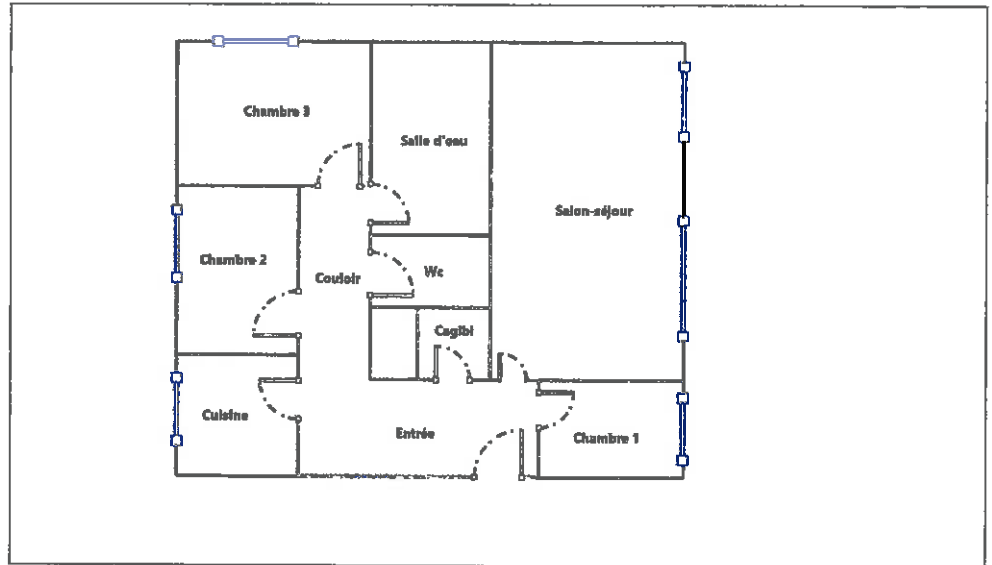 Chambre 3
Salle d'eau
Salon-séjour
Chambre 2
Couloir
Wc
Cagibi
Cuisine
Entrée
Chambre 1